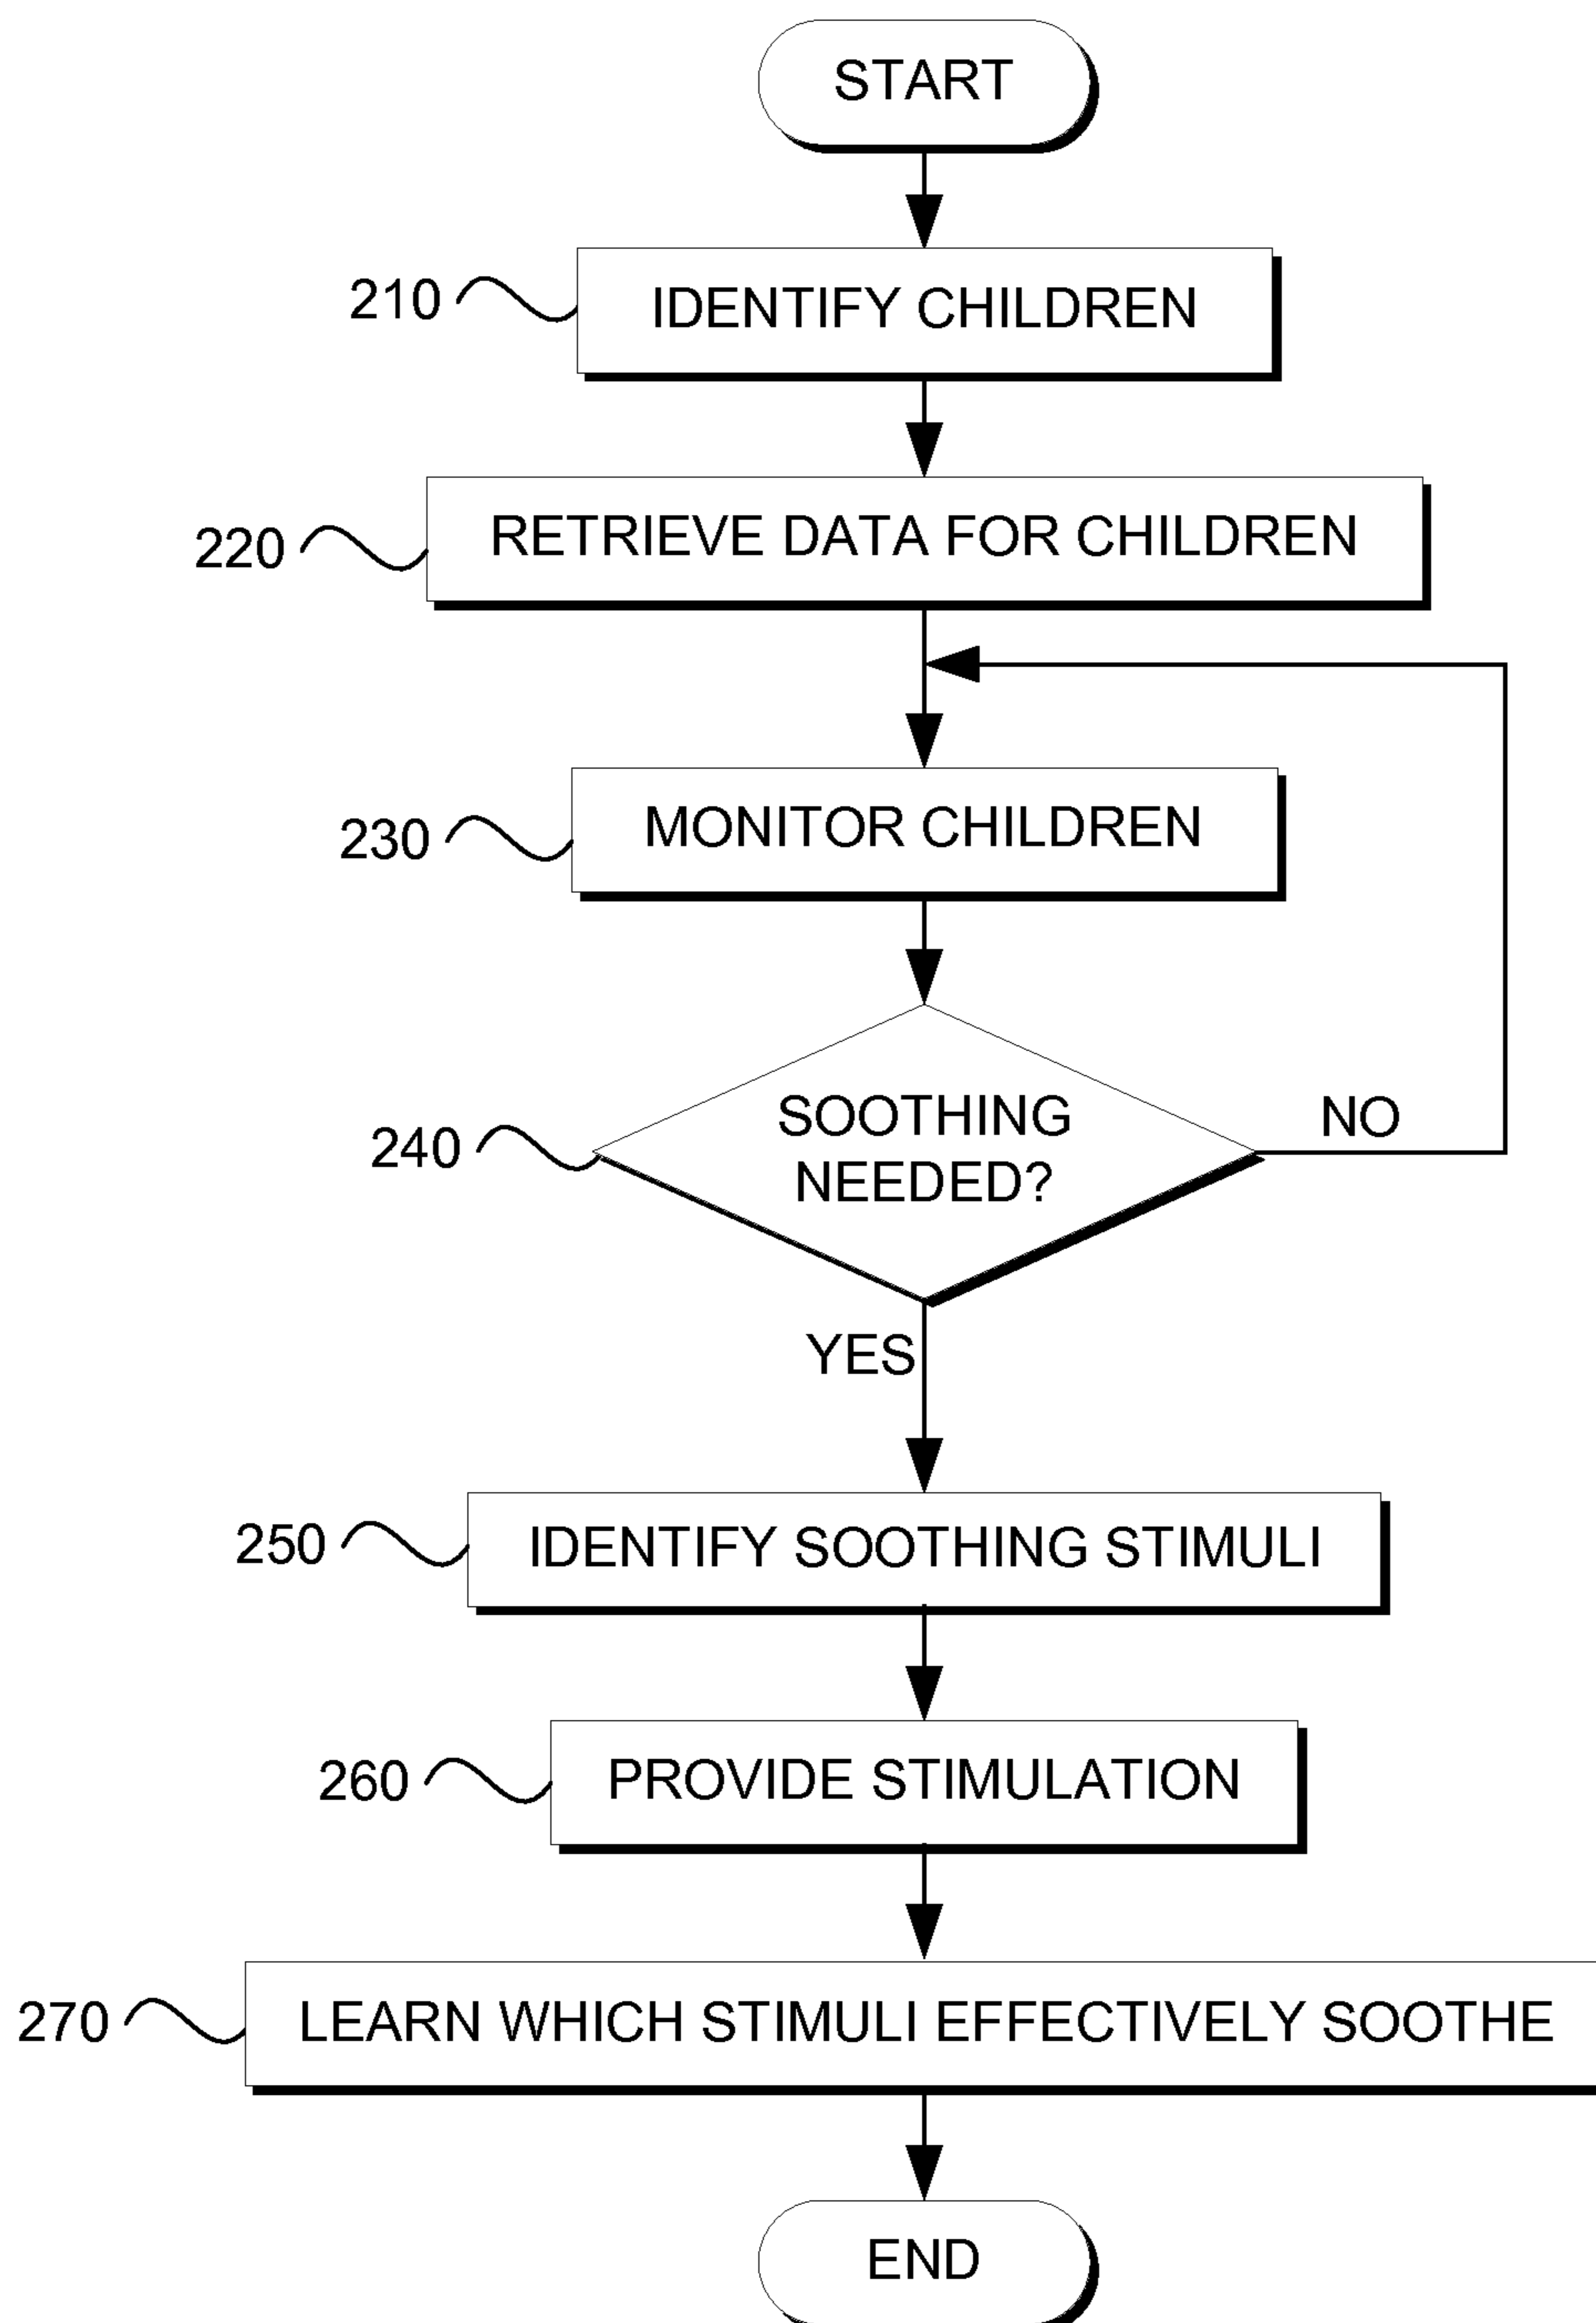 START
210
IDENTIFY CHILDREN
220
RETRIEVE DATA FOR CHILDREN
230
MONITOR CHILDREN
240
SOOTHING
NEEDED?
NO
YES
250
IDENTIFY SOOTHING STIMULI
260
PROVIDE STIMULATION
270
LEARN WHICH STIMULI EFFECTIVELY SOOTHE
END